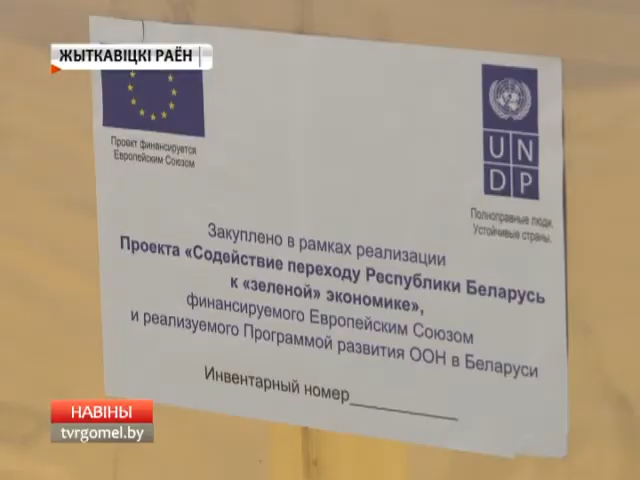 ЖЫТКАВІЦКІ РАЁН
Проект финансируется
Европейским Союзом
UN
DP
Полноправные люди.
Устойчивые страны.
Закуплено в рамках реализации
Проекта «Содействие переходу Республики Беларусь
к «зеленой» экономике»,
финансируемого Европейским Союзом
и реализуемого Программой развития ООН в Беларуси
Инвентарный номер____________
НАВІНЫ
tvrgomel.by